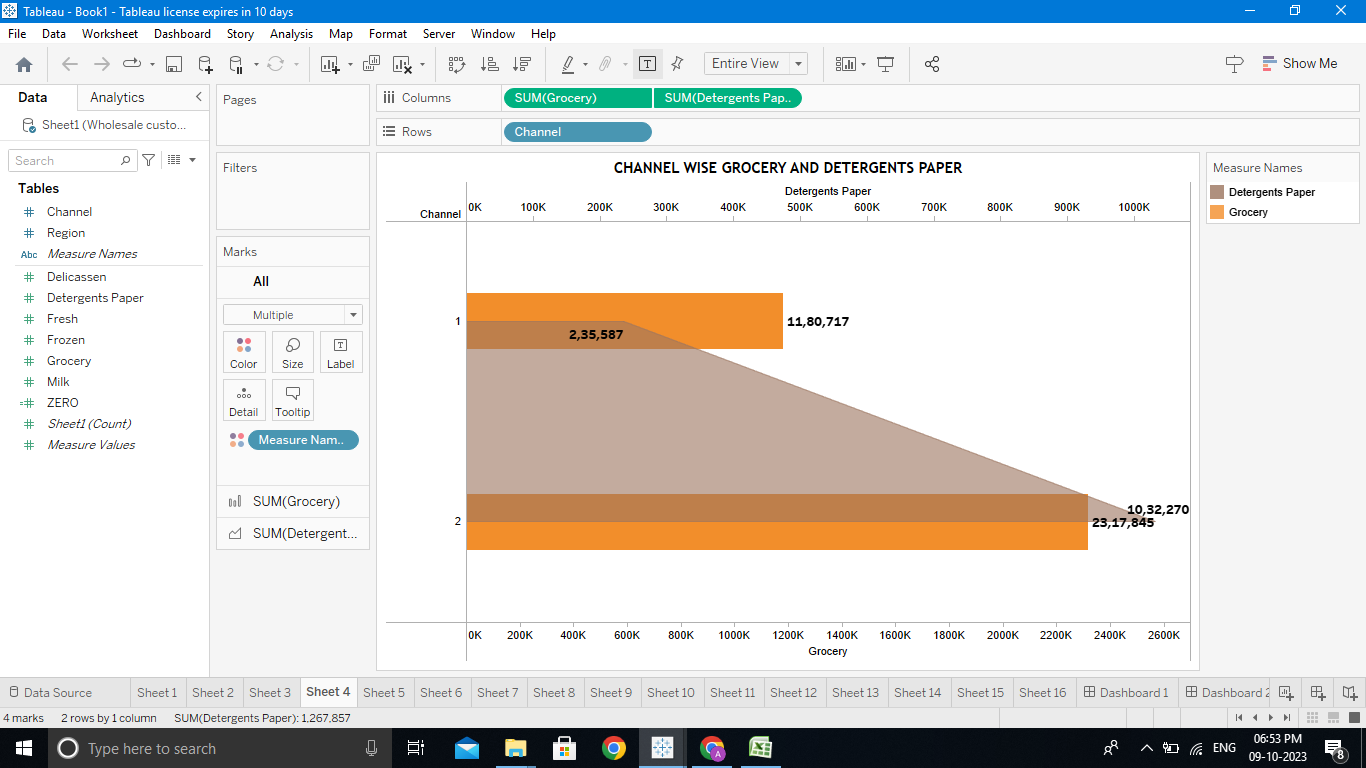 Tableau - Book1 - Tableau license expires in 10 days
File Data Worksheet Dashboard Story Analysis Map Format Server Window Help
Entire View
Show Me
Data Analytics
Sheet1 (Wholesale custo...
Search
Tables
Channel
Region
Abc Measure Names
Delicassen
Detergents Paper
Fresh
Frozen
Grocery
Milk
ZERO
Sheet1 (Count)
Measure Values
Pages
Filters
Marks
All
Multiple
Color Size Label
Detail Tooltip
Measure Nam..
SUM(Grocery)
SUM(Detergent...
Columns SUM(Grocery) SUM(Detergents Pap..
Rows Channel
CHANNEL WISE GROCERY AND DETERGENTS PAPER
Detergents Paper
Channel 0K 100K 200K 300K 400K 500K 600K 700K 800K 900K 1000K
1 11,80,717
2,35,587
10,32,270
2 23,17,845
0K 200K 400K 600K 800K 1000K 1200K 1400K 1600K 1800K 2000K 2200K 2400K 2600K
Grocery
Measure Names
Detergents Paper
Grocery
Data Source Sheet 1 Sheet 2 Sheet 3 Sheet 4 Sheet 5 Sheet 6 Sheet 7 Sheet 8 Sheet 9 Sheet 10 Sheet 11 Sheet 12 Sheet 13 Sheet 14 Sheet 15 Sheet 16 Dashboard 1 Dashboard 2
4 marks 2 rows by 1 column SUM(Detergents Paper): 1,267,857
Type here to search
ENG
06:53 PM
09-10-2023
8